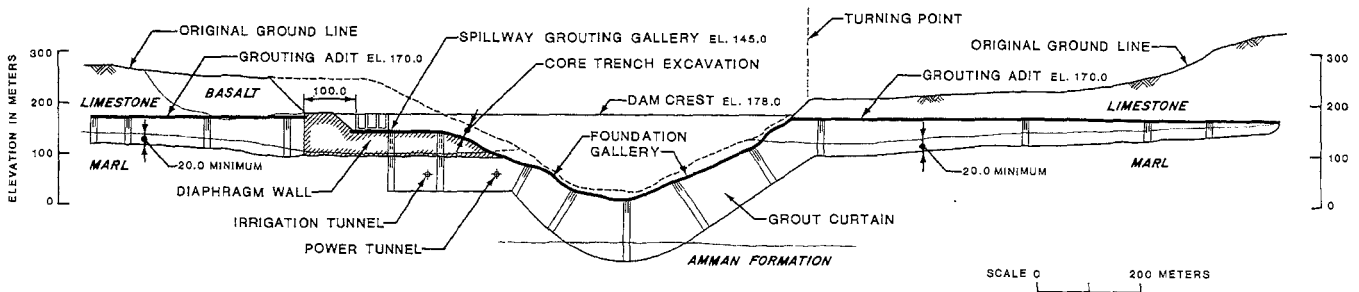 TURNING POINT
ORIGINAL GROUND LINE
SPILLWAY GROUTING GALLERY EL. 145.0
ORIGINAL GROUND LINE
300
GROUTING ADIT EL. 170.0
CORE TRENCH EXCAVATION
GROUTING ADIT EL. 170.0
300
BASALT
100.0
DAM CREST EL. 178.0
LIMESTONE
LIMESTONE
200
200
FOUNDATION
GALLERY
100
MARL
20.0 MINIMUM
20.0 MINIMUM
MARL
100
DIAPHRAGM WALL
0
0
IRRIGATION TUNNEL
GROUT CURTAIN
POWER TUNNEL
AMMAN FORMATION
ELEVATION IN METERS
SCALE 0 200 METERS